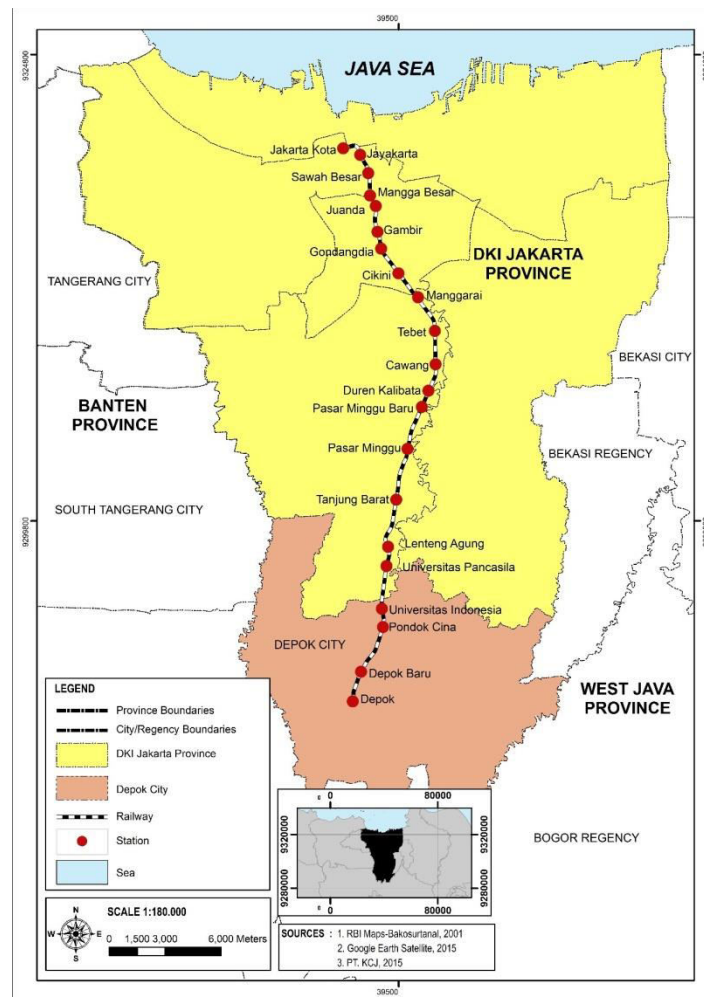 39500
9324800
JAVA SEA
Jakarta Kota
Jayakarta
Sawah Besar
Mangga Besar
Juanda
Gambir
Gondangdia
DKI JAKARTA
PROVINCE
Cikini
TANGERANG CITY
Manggarai
Tebet
BEKASI CITY
Cawang
Duren Kalibata
BANTEN
PROVINCE
Pasar Minggu Baru
Pasar Minggu
BEKASI REGENCY
Tanjung Barat
SOUTH TANGERANG CITY
9299800
Lenteng Agung
Universitas Pancasila
Universitas Indonesia
Pondok Cina
DEPOK CITY
Depok Baru
Depok
WEST JAVA
PROVINCE
LEGEND
Province Boundaries
City/Regency Boundaries
DKI Jakarta Province
Depok City
Railway
Station
Sea
0 80000
9320000 9320000
9280000 9280000
0 80000
BOGOR REGENCY
N
W E
S
SCALE 1:180.000
0 1,500 3,000 6,000 Meters
SOURCES : 1. RBI Maps-Bakosurtanal, 2001
2. Google Earth Satellite, 2015
3. PT. KCJ, 2015
39500